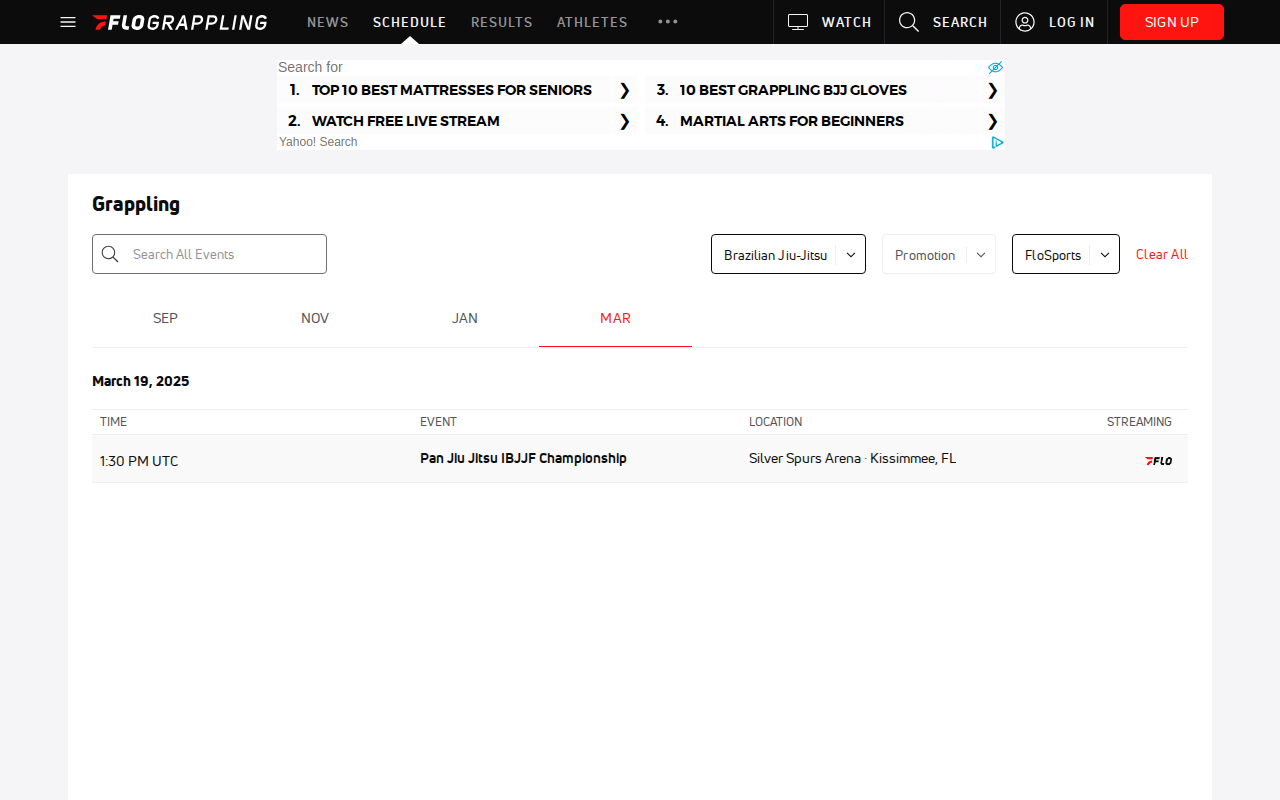 FLOGRAPPLING NEWS SCHEDULE RESULTS ATHLETES ••• WATCH SEARCH LOG IN SIGN UP
Search for
1. TOP 10 BEST MATTRESSES FOR SENIORS ❯ 3. 10 BEST GRAPPLING BJJ GLOVES ❯
2. WATCH FREE LIVE STREAM ❯ 4. MARTIAL ARTS FOR BEGINNERS ❯
Yahoo! Search
Grappling
Search All Events Brazilian Jiu-Jitsu Promotion FloSports Clear All
SEP NOV JAN MAR
March 19, 2025
TIME EVENT LOCATION STREAMING
1:30 PM UTC Pan Jiu Jitsu IBJJF Championship Silver Spurs Arena · Kissimmee, FL FLO